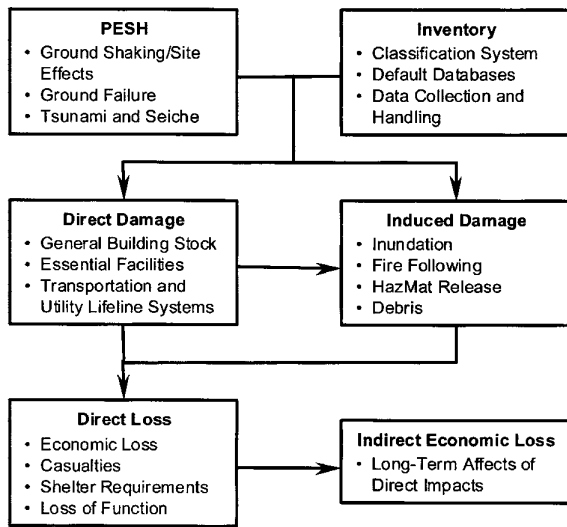 PESH
• Ground Shaking/Site
Effects
• Ground Failure
• Tsunami and Seiche
Inventory
• Classification System
• Default Databases
• Data Collection and
Handling
Direct Damage
• General Building Stock
• Essential Facilities
• Transportation and
Utility Lifeline Systems
Induced Damage
• Inundation
• Fire Following
• HazMat Release
• Debris
Direct Loss
• Economic Loss
• Casualties
• Shelter Requirements
• Loss of Function
Indirect Economic Loss
• Long-Term Affects of
Direct Impacts